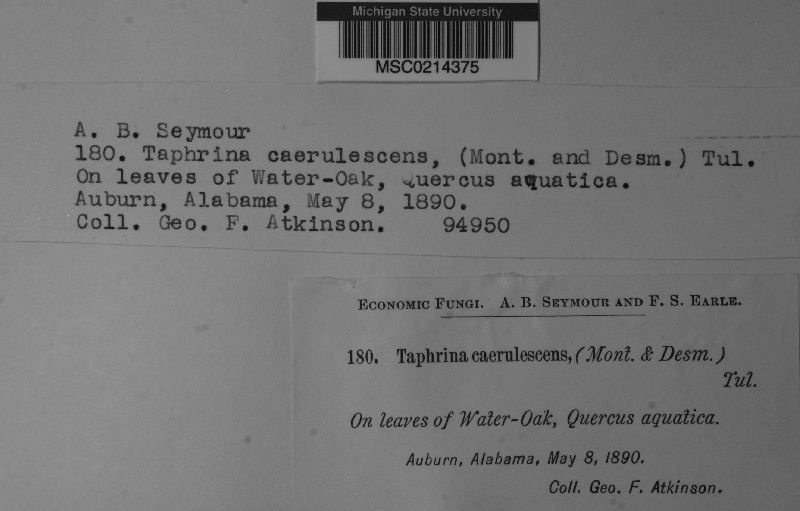 Michigan State University
MSC0214375
A. B. Seymour
180. Taphrina caerulescens, (Mont. and Desm.) Tul.
On leaves of Water-Oak, Quercus aquatica.
Auburn, Alabama, May 8, 1890.
Coll. Geo. F. Atkinson. 94950
Economic Fungi. A. B. Seymour and F. S. Earle.
180. Taphrina caerulescens, (Mont. & Desm.)
Tul.
On leaves of Water-Oak, Quercus aquatica.
Auburn, Alabama, May 8, 1890.
Coll. Geo. F. Atkinson.